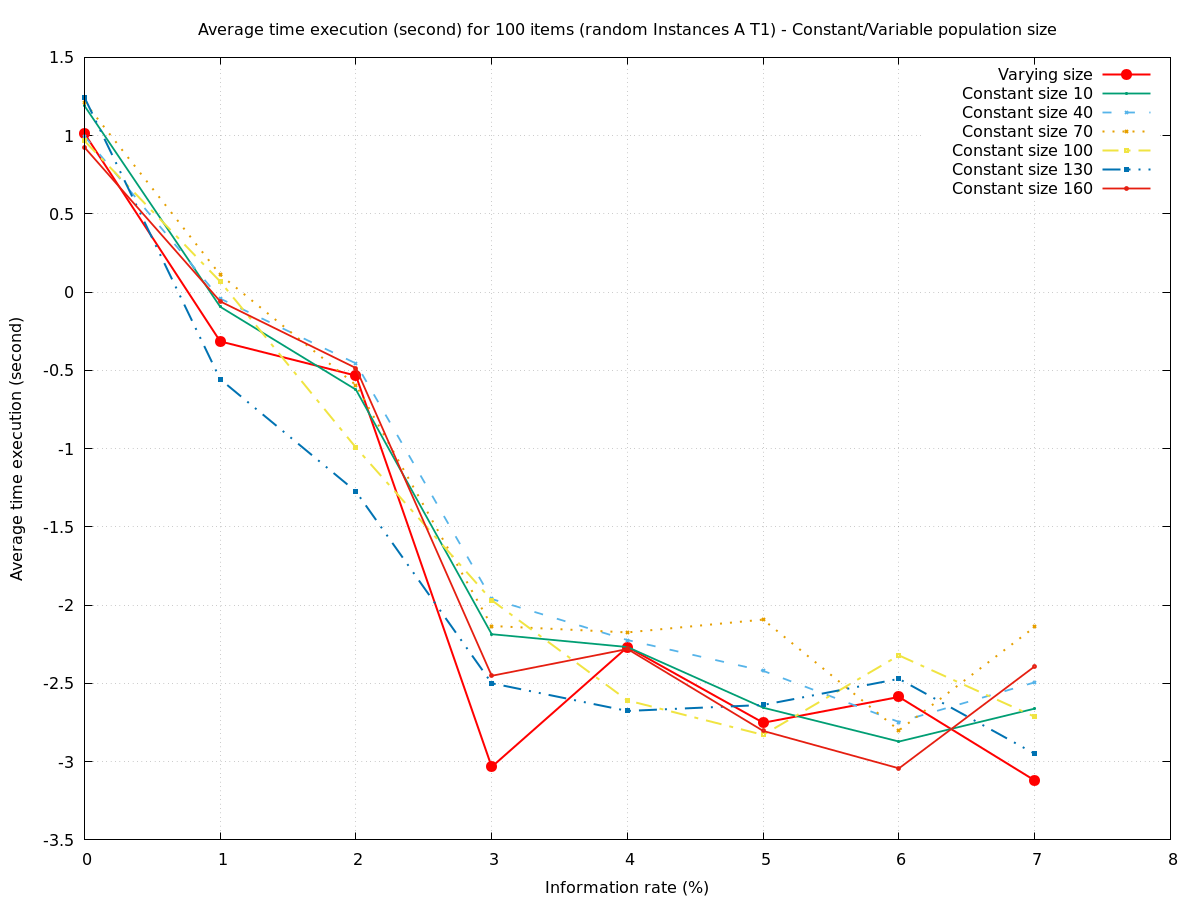 Average time execution (second) for 100 items (random Instances A T1) - Constant/Variable population size
Varying size
Constant size 10
Constant size 40
Constant size 70
Constant size 100
Constant size 130
Constant size 160
Average time execution (second)
1.5
1
0.5
0
-0.5
-1
-1.5
-2
-2.5
-3
-3.5
0 1 2 3 4 5 6 7 8
Information rate (%)